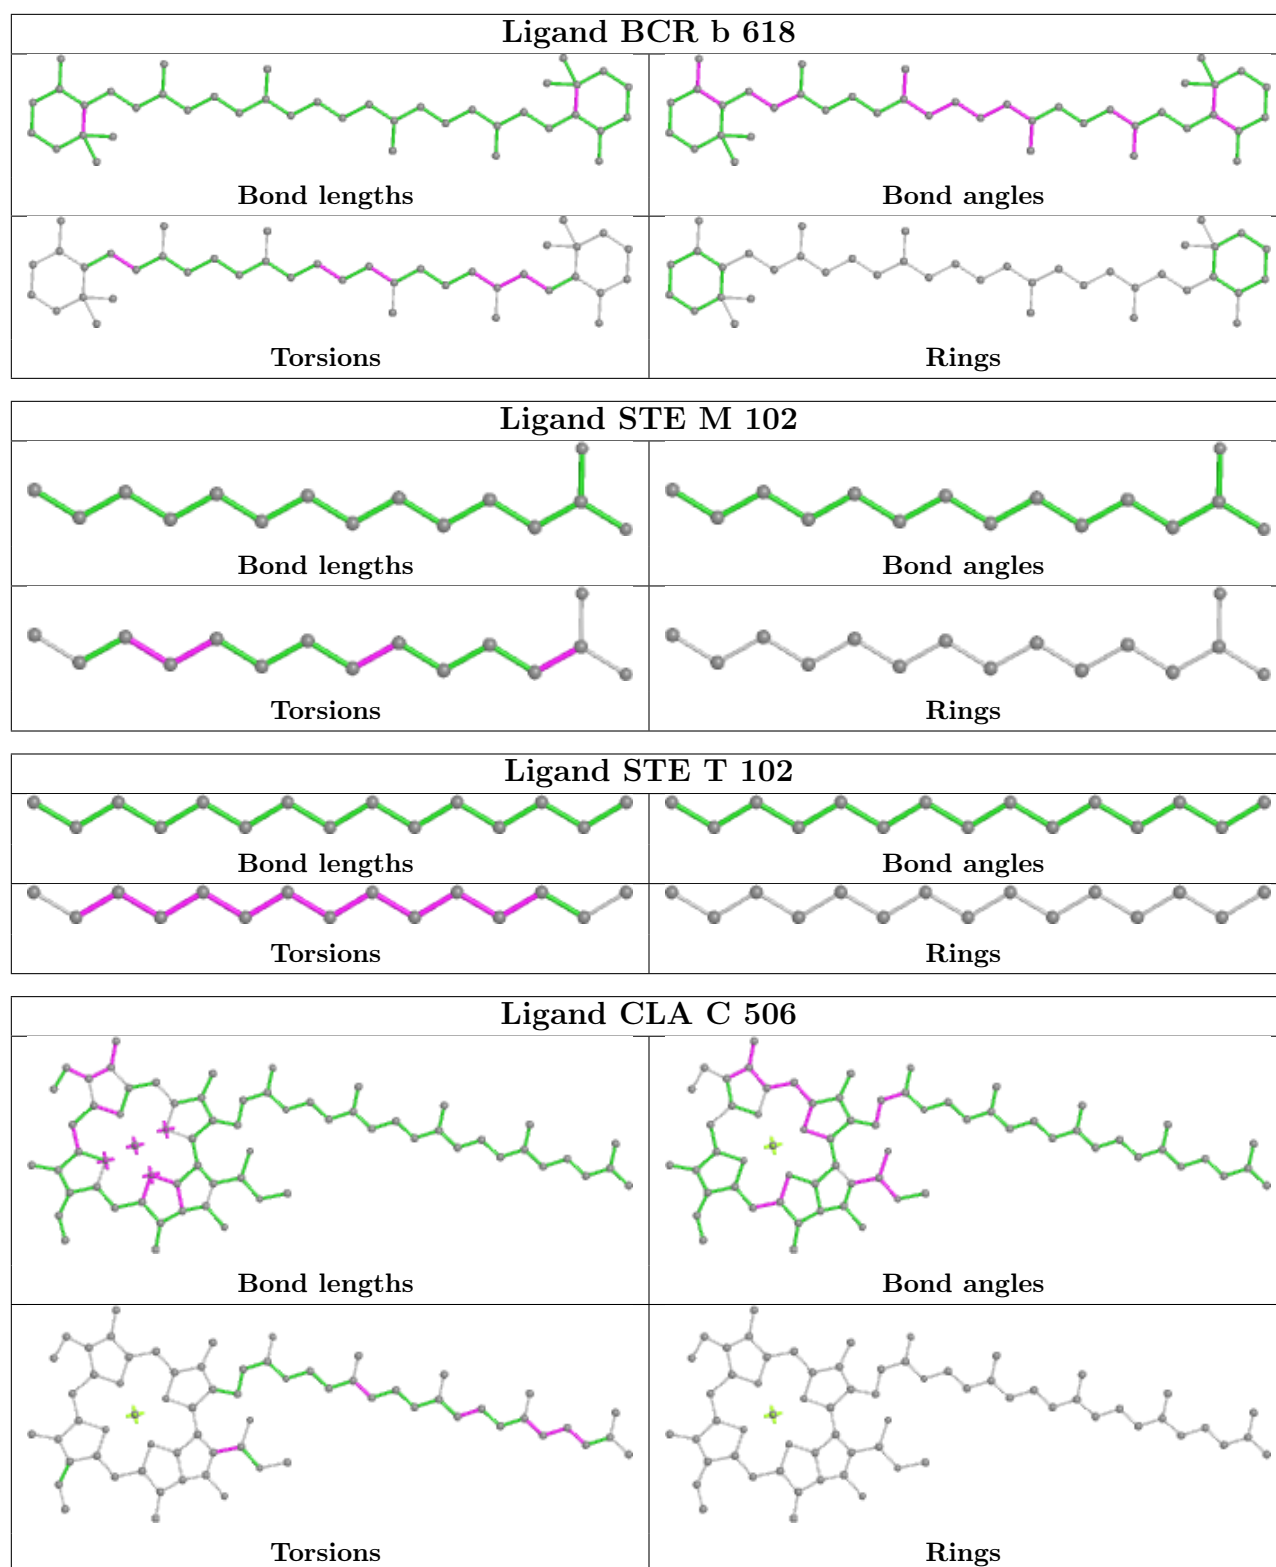 Ligand BCR b 618
Bond lengths
Bond angles
Torsions
Rings
Ligand STE M 102
Bond lengths
Bond angles
Torsions
Rings
Ligand STE T 102
Bond lengths
Bond angles
Torsions
Rings
Ligand CLA C 506
Bond lengths
Bond angles
Torsions
Rings